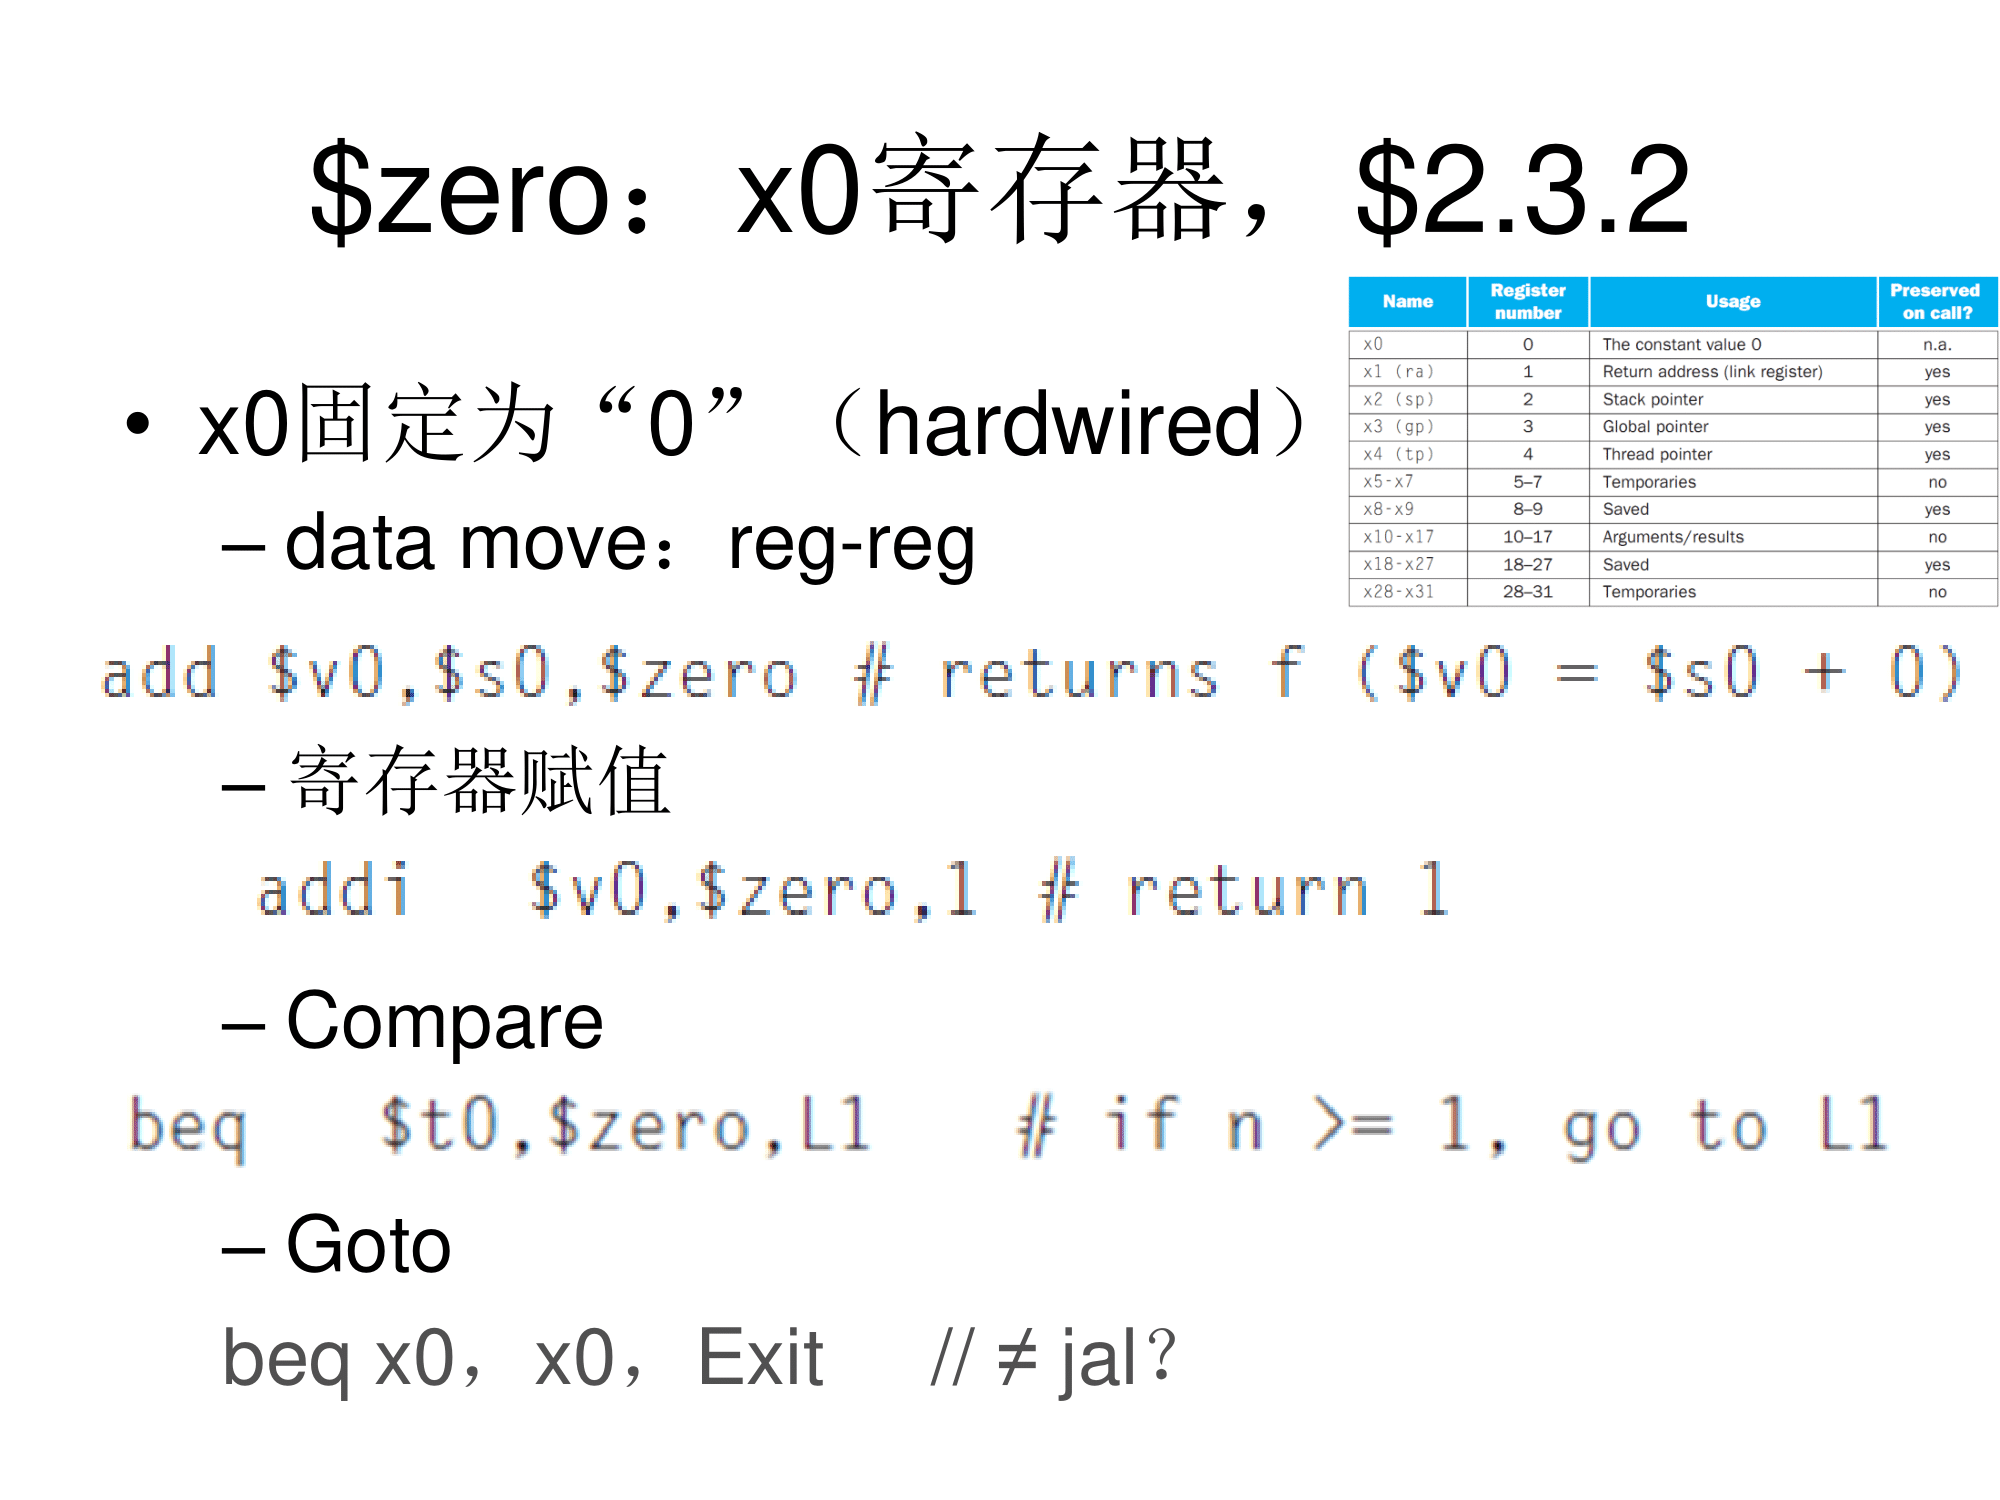 $zero：x0寄存器，$2.3.2
Name Register number Usage Preserved on call?
x0 0 The constant value 0 n.a.
x1 (ra) 1 Return address (link register) yes
x2 (sp) 2 Stack pointer yes
x3 (gp) 3 Global pointer yes
x4 (tp) 4 Thread pointer yes
x5-x7 5–7 Temporaries no
x8-x9 8–9 Saved yes
x10-x17 10–17 Arguments/results no
x18-x27 18–27 Saved yes
x28-x31 28–31 Temporaries no
• x0固定为“0”（hardwired）
– data move：reg-reg
add $v0,$s0,$zero # returns f ($v0 = $s0 + 0)
– 寄存器赋值
addi $v0,$zero,1 # return 1
– Compare
beq $t0,$zero,L1 # if n >= 1, go to L1
– Goto
beq x0，x0，Exit // ≠ jal？